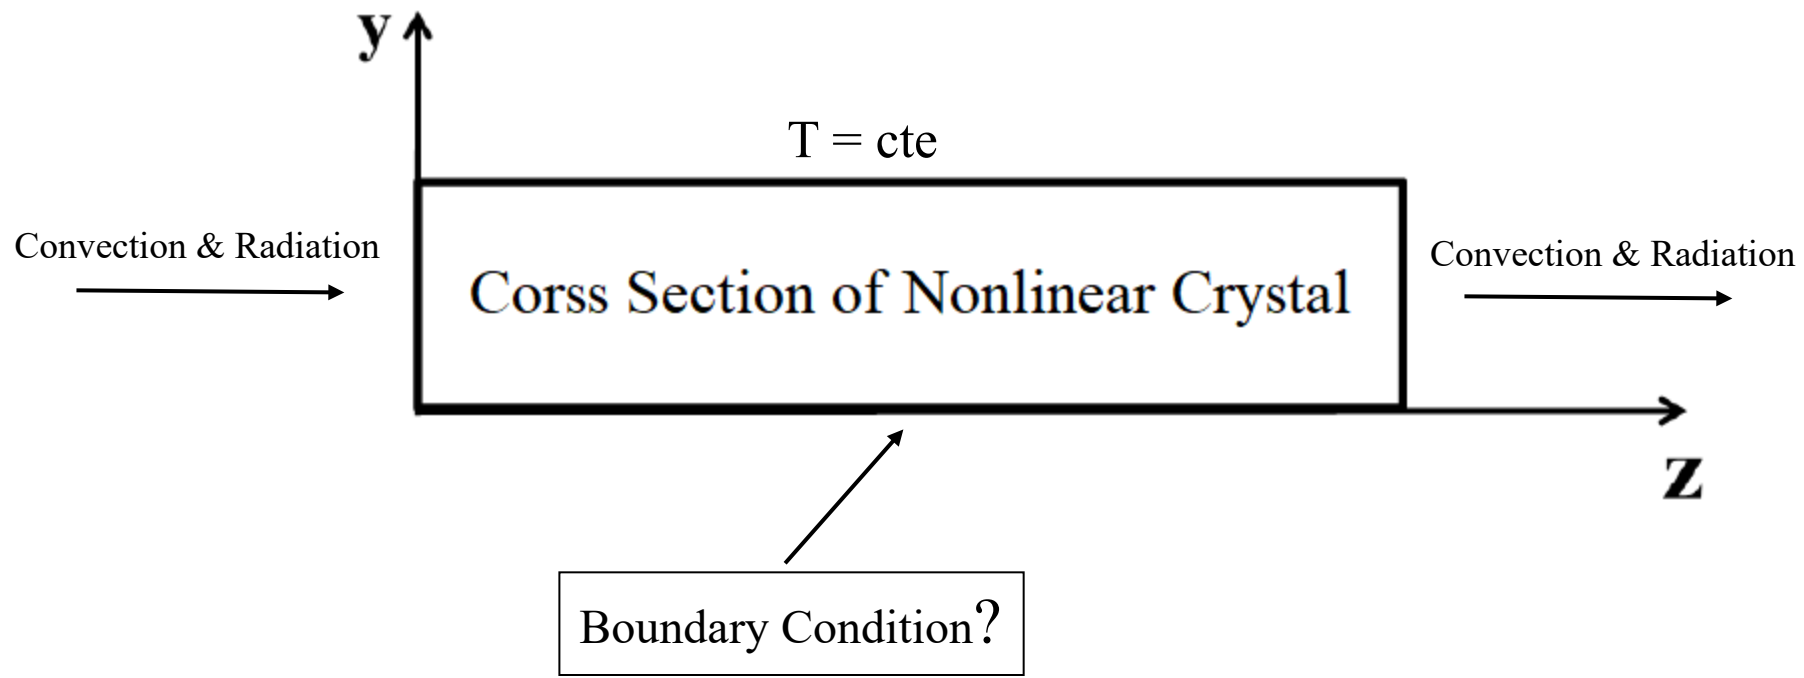 y
T = cte
Convection & Radiation
Convection & Radiation
Corss Section of Nonlinear Crystal
z
Boundary Condition?